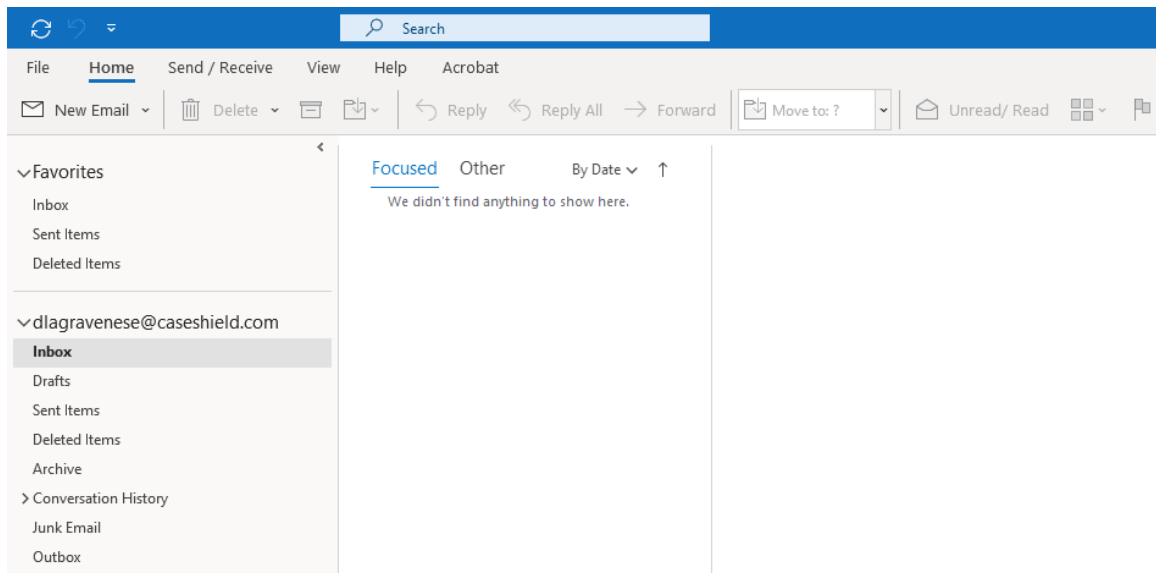 Search
File Home Send / Receive View Help Acrobat
New Email Delete Reply Reply All Forward Move to: ? Unread/ Read
Favorites
Inbox
Sent Items
Deleted Items
dlagravenese@caseshield.com
Inbox
Drafts
Sent Items
Deleted Items
Archive
Conversation History
Junk Email
Outbox
Focused Other By Date
We didn't find anything to show here.